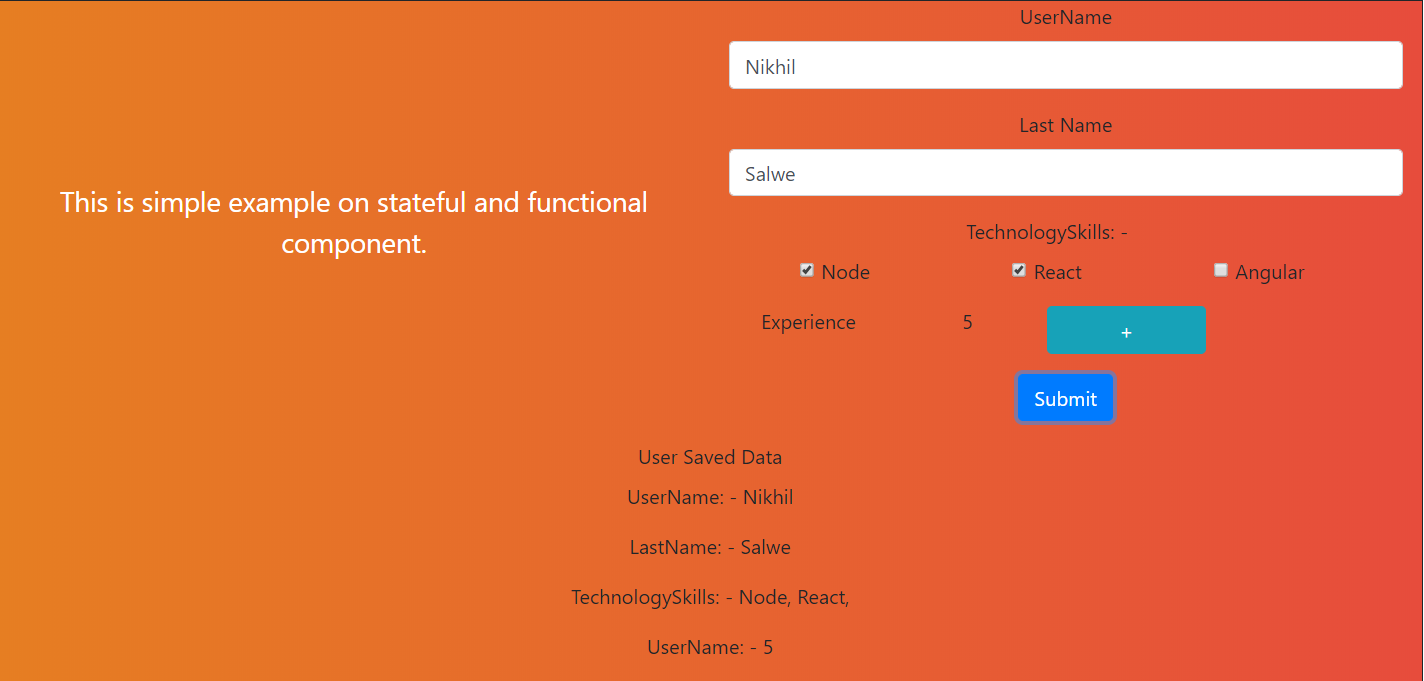 This is simple example on stateful and functional
component.
UserName
Nikhil
Last Name
Salwe
TechnologySkills: -
Node React Angular
Experience 5 +
Submit
User Saved Data
UserName: - Nikhil
LastName: - Salwe
TechnologySkills: - Node, React,
UserName: - 5